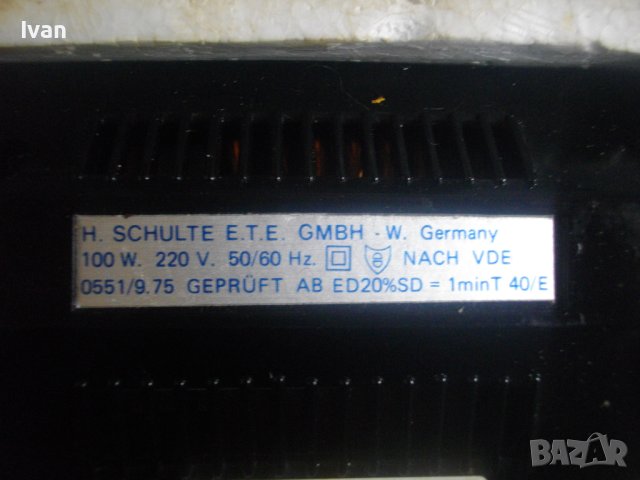 Ivan
H. SCHULTE E.T.E. GMBH - W. Germany
100 W. 220 V. 50/60 Hz. NACH VDE
0551/9.75 GEPRÜFT AB ED20%SD = 1minT 40/E
BAZAR